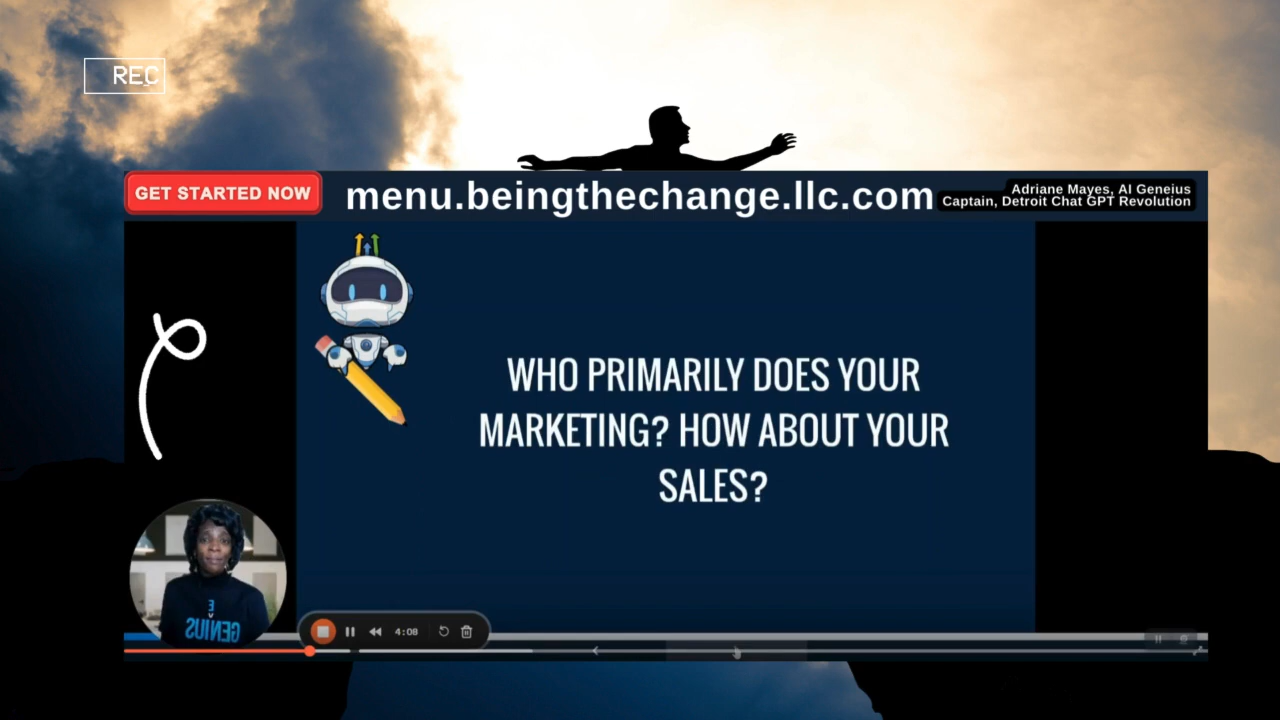 REC
GET STARTED NOW
menu.beingthechange.llc.com
Adriane Mayes, AI Geneius
Captain, Detroit Chat GPT Revolution
WHO PRIMARILY DOES YOUR
MARKETING? HOW ABOUT YOUR
SALES?
GENIUS
4:08